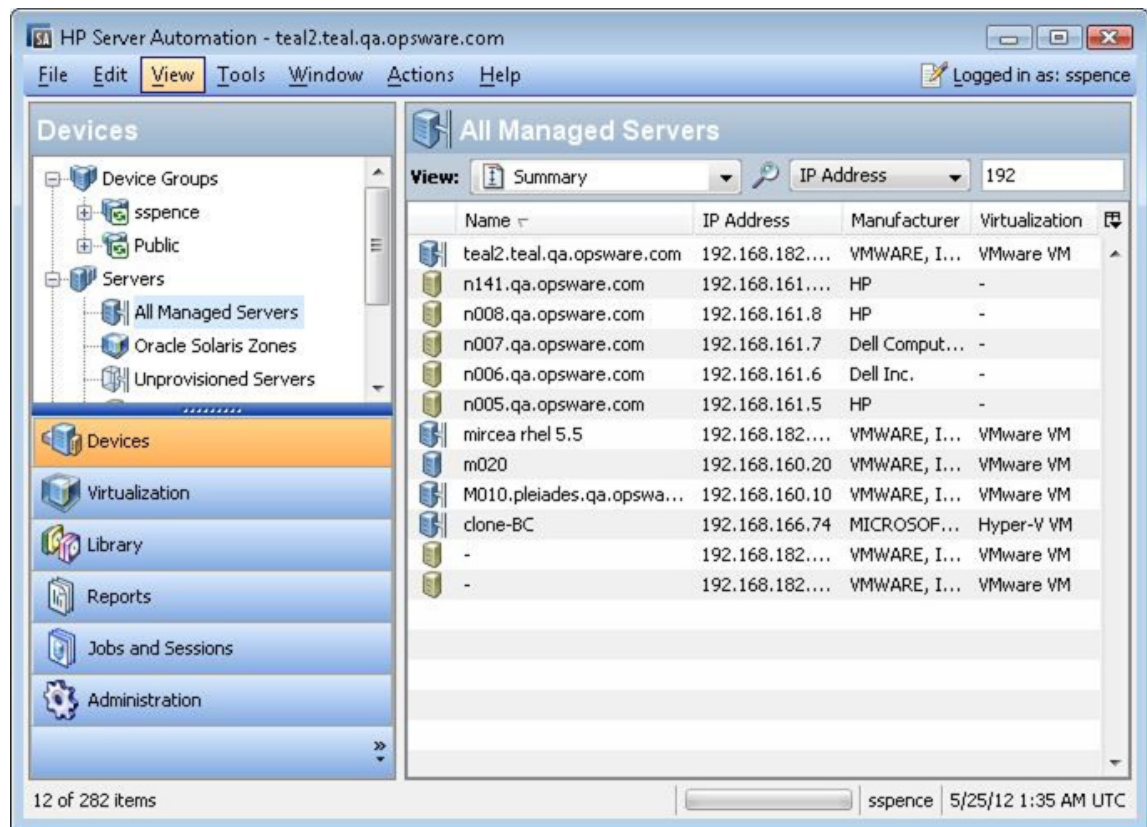 SA HP Server Automation - teal2.teal.qa.opsware.com
File Edit View Tools Window Actions Help Logged in as: sspence
Devices
Device Groups
sspence
Public
Servers
All Managed Servers
Oracle Solaris Zones
Unprovisioned Servers
Devices
Virtualization
Library
Reports
Jobs and Sessions
Administration
»
All Managed Servers
View: Summary IP Address 192
Name IP Address Manufacturer Virtualization
teal2.teal.qa.opsware.com 192.168.182.... VMWARE, I... VMware VM
n141.qa.opsware.com 192.168.161.... HP -
n008.qa.opsware.com 192.168.161.8 HP -
n007.qa.opsware.com 192.168.161.7 Dell Comput... -
n006.qa.opsware.com 192.168.161.6 Dell Inc. -
n005.qa.opsware.com 192.168.161.5 HP -
mircea rhel 5.5 192.168.182.... VMWARE, I... VMware VM
m020 192.168.160.20 VMWARE, I... VMware VM
M010.pleiades.qa.opswa... 192.168.160.10 VMWARE, I... VMware VM
clone-BC 192.168.166.74 MICROSOF... Hyper-V VM
- 192.168.182.... VMWARE, I... VMware VM
- 192.168.182.... VMWARE, I... VMware VM
12 of 282 items sspence 5/25/12 1:35 AM UTC